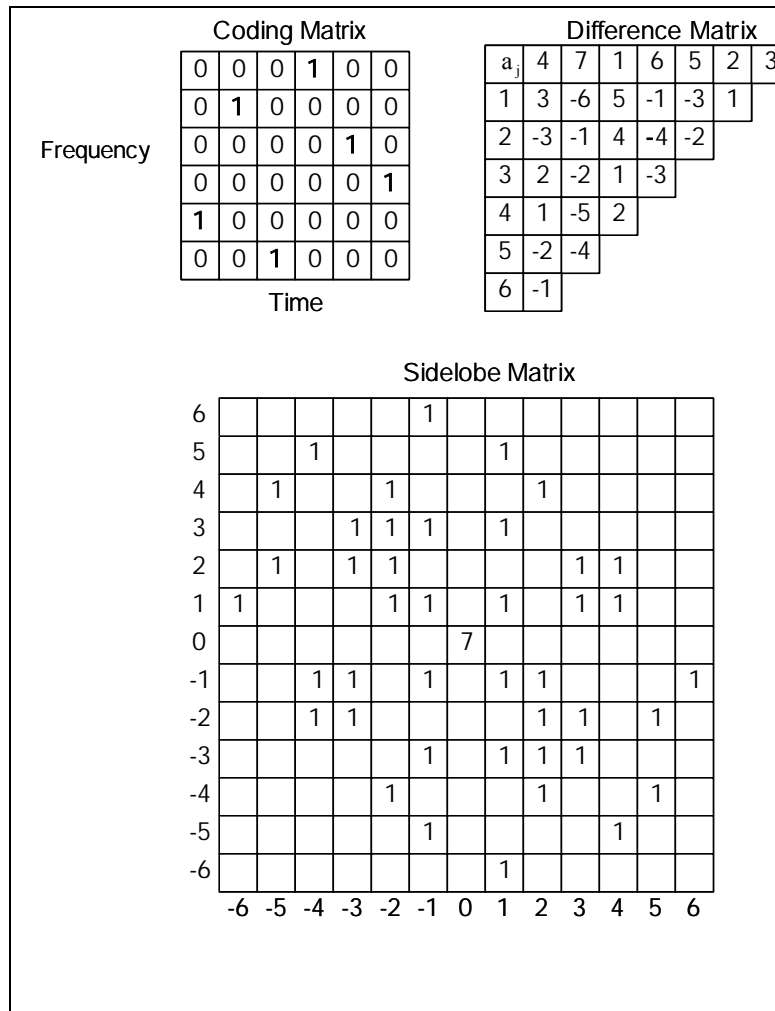 Coding Matrix
0 0 0 1 0 0
0 1 0 0 0 0
0 0 0 0 1 0
0 0 0 0 0 1
1 0 0 0 0 0
0 0 1 0 0 0
Frequency
Time
Difference Matrix
aj 4 7 1 6 5 2 3
1 3 -6 5 -1 -3 1
2 -3 -1 4 -4 -2
3 2 -2 1 -3
4 1 -5 2
5 -2 -4
6 -1
Sidelobe Matrix
6 1
5 1 1
4 1 1 1
3 1 1 1 1
2 1 1 1 1 1
1 1 1 1 1 1 1
0 7
-1 1 1 1 1 1 1
-2 1 1 1 1 1
-3 1 1 1 1
-4 1 1 1
-5 1 1
-6 1
-6 -5 -4 -3 -2 -1 0 1 2 3 4 5 6